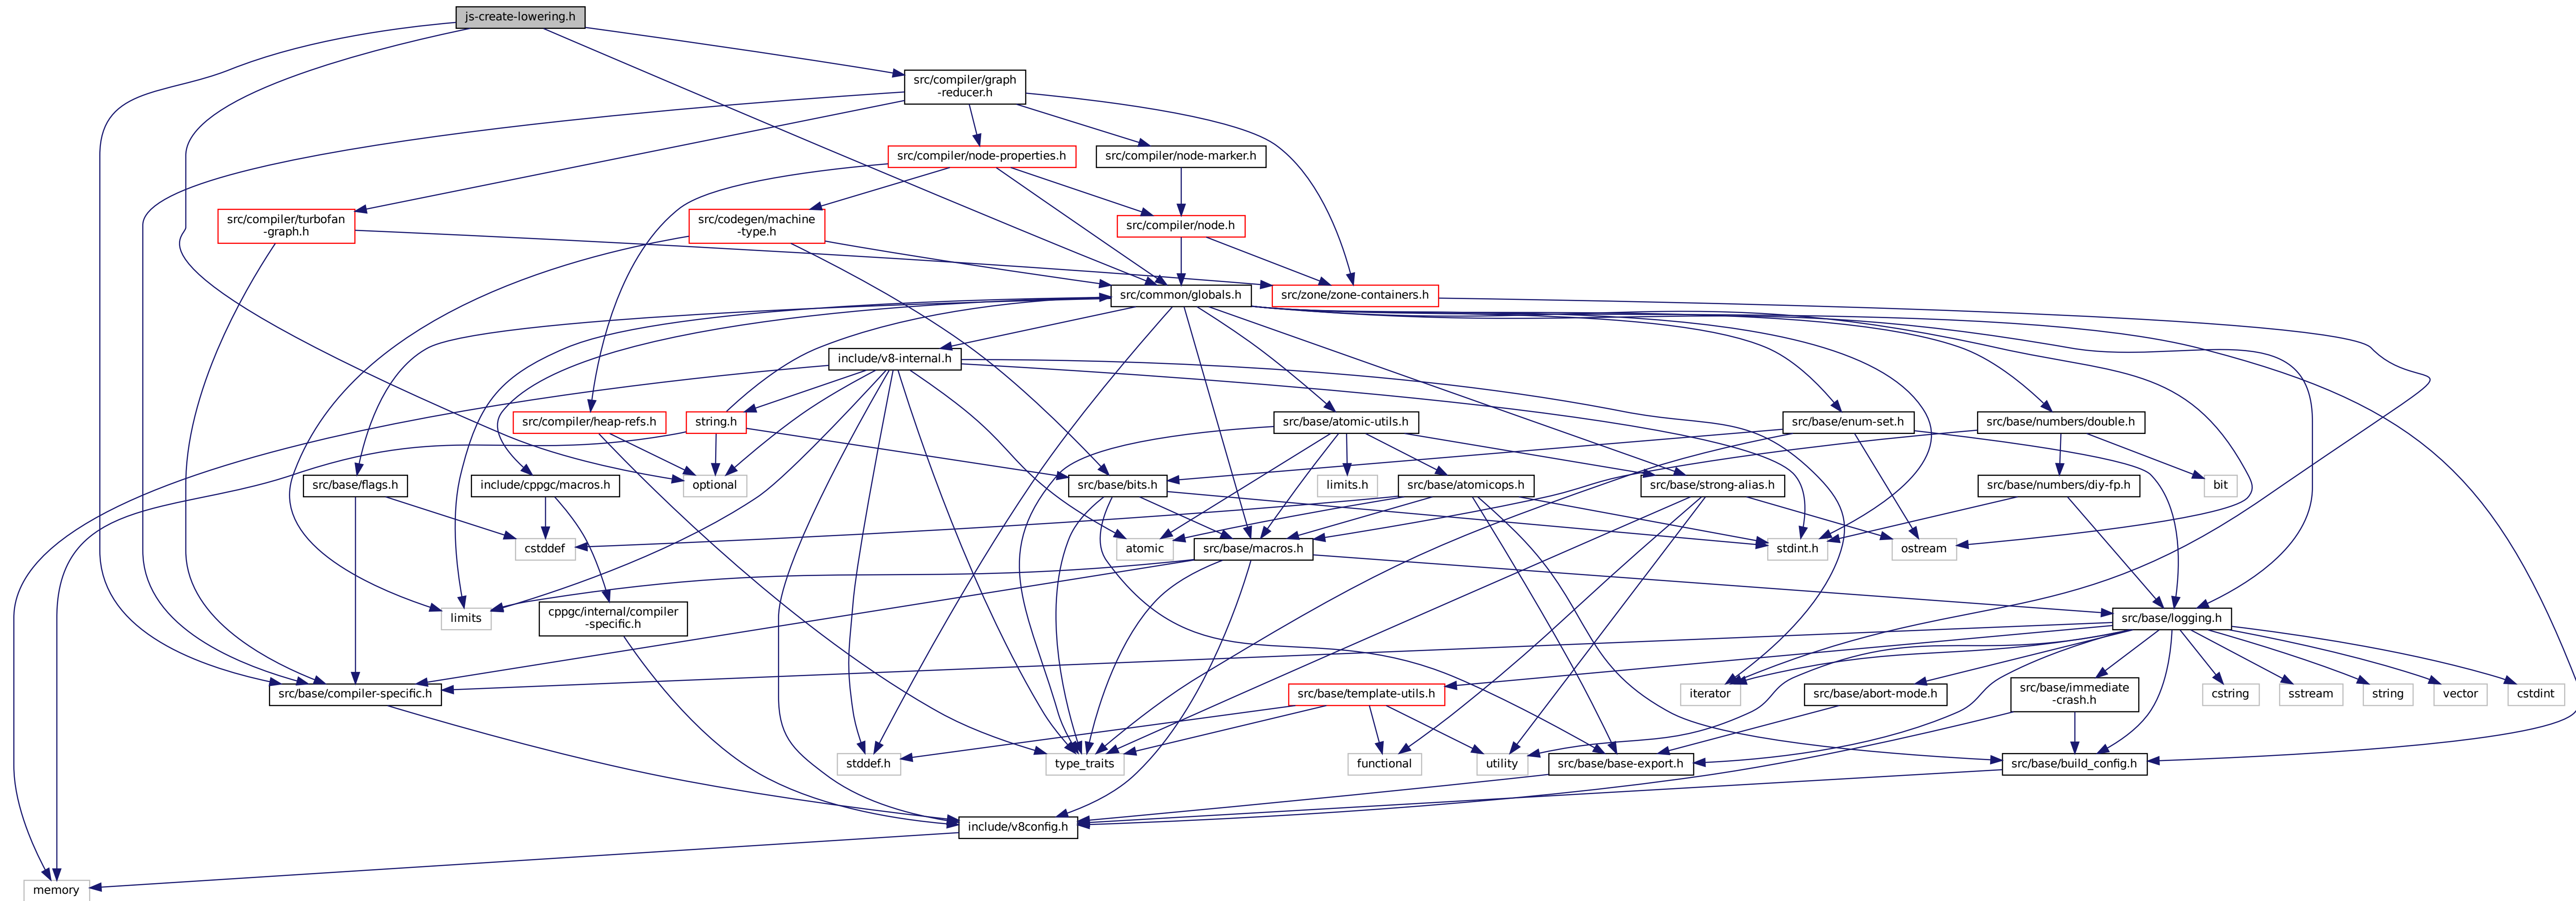 js-create-lowering.h
src/compiler/graph
-reducer.h
src/compiler/node-properties.h
src/compiler/node-marker.h
src/compiler/turbofan
-graph.h
src/codegen/machine
-type.h
src/compiler/node.h
src/common/globals.h
src/zone/zone-containers.h
include/v8-internal.h
src/compiler/heap-refs.h
string.h
src/base/atomic-utils.h
src/base/enum-set.h
src/base/numbers/double.h
src/base/flags.h
include/cppgc/macros.h
optional
src/base/bits.h
limits.h
src/base/atomicops.h
src/base/strong-alias.h
src/base/numbers/diy-fp.h
bit
cstddef
atomic
src/base/macros.h
stdint.h
ostream
limits
cppgc/internal/compiler
-specific.h
src/base/logging.h
src/base/compiler-specific.h
src/base/template-utils.h
iterator
src/base/abort-mode.h
src/base/immediate
-crash.h
cstring
sstream
string
vector
cstdint
stddef.h
type_traits
functional
utility
src/base/base-export.h
src/base/build_config.h
include/v8config.h
memory